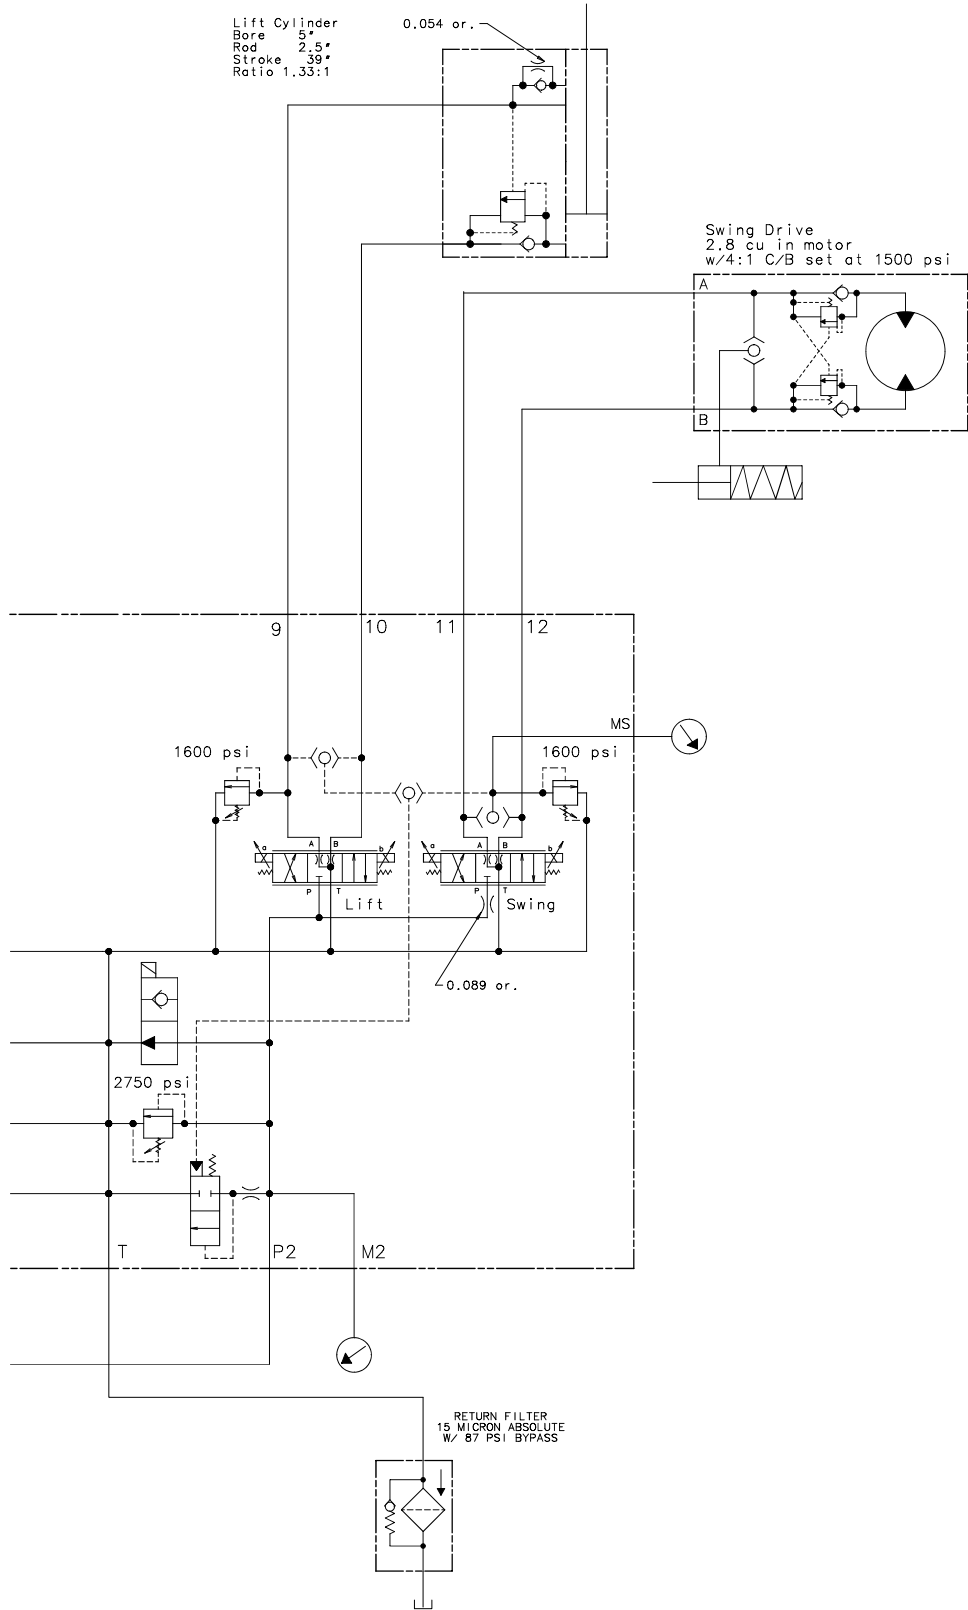 Lift Cylinder
Bore 5"
Rod 2.5"
Stroke 39"
Ratio 1.33:1
0.054 or.
Swing Drive
2.8 cu in motor
w/4:1 C/B set at 1500 psi
A
B
9
10
11
12
MS
1600 psi
1600 psi
a
A
B
b
P
T
Lift
a
A
B
b
P
T
Swing
0.089 or.
2750 psi
T
P2
M2
RETURN FILTER
15 MICRON ABSOLUTE
W/ 87 PSI BYPASS